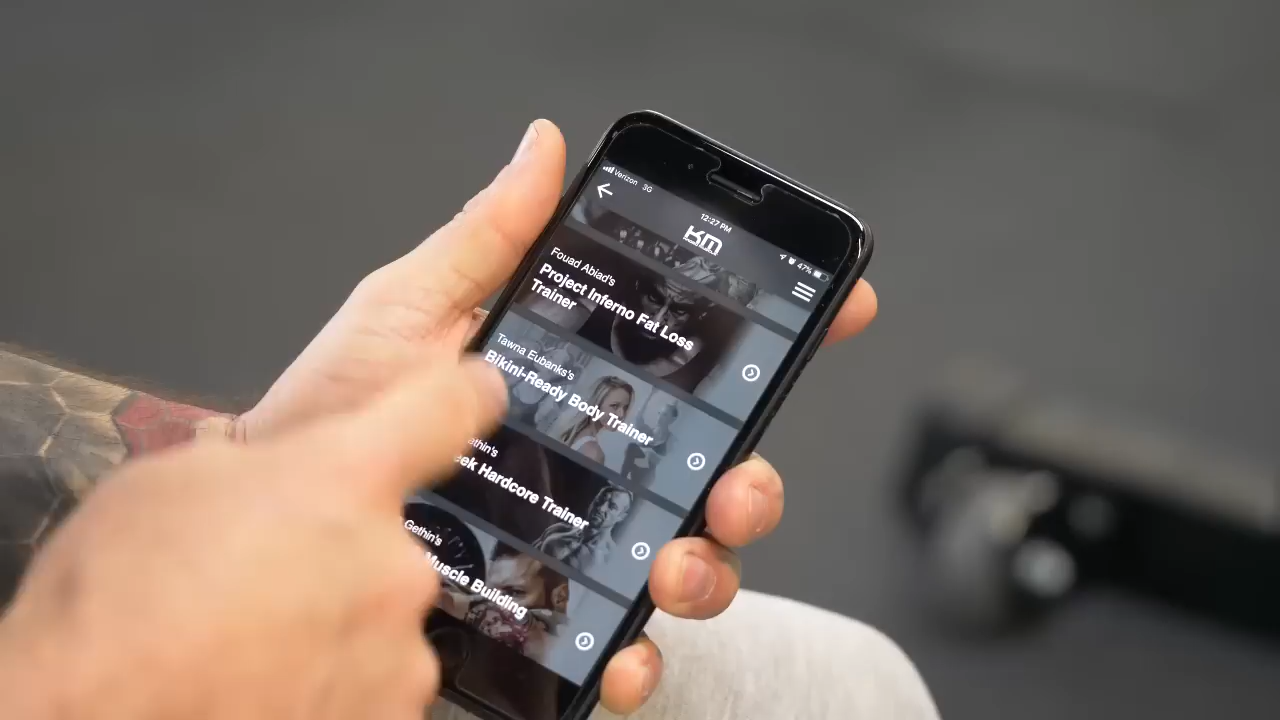 Verizon 3G
12:27 PM
47%
KM
Fouad Abiad's
Project Inferno Fat Loss
Trainer
Tawna Eubanks's
Bikini-Ready Body Trainer
Hardcore Trainer
Gethin's
Muscle Building